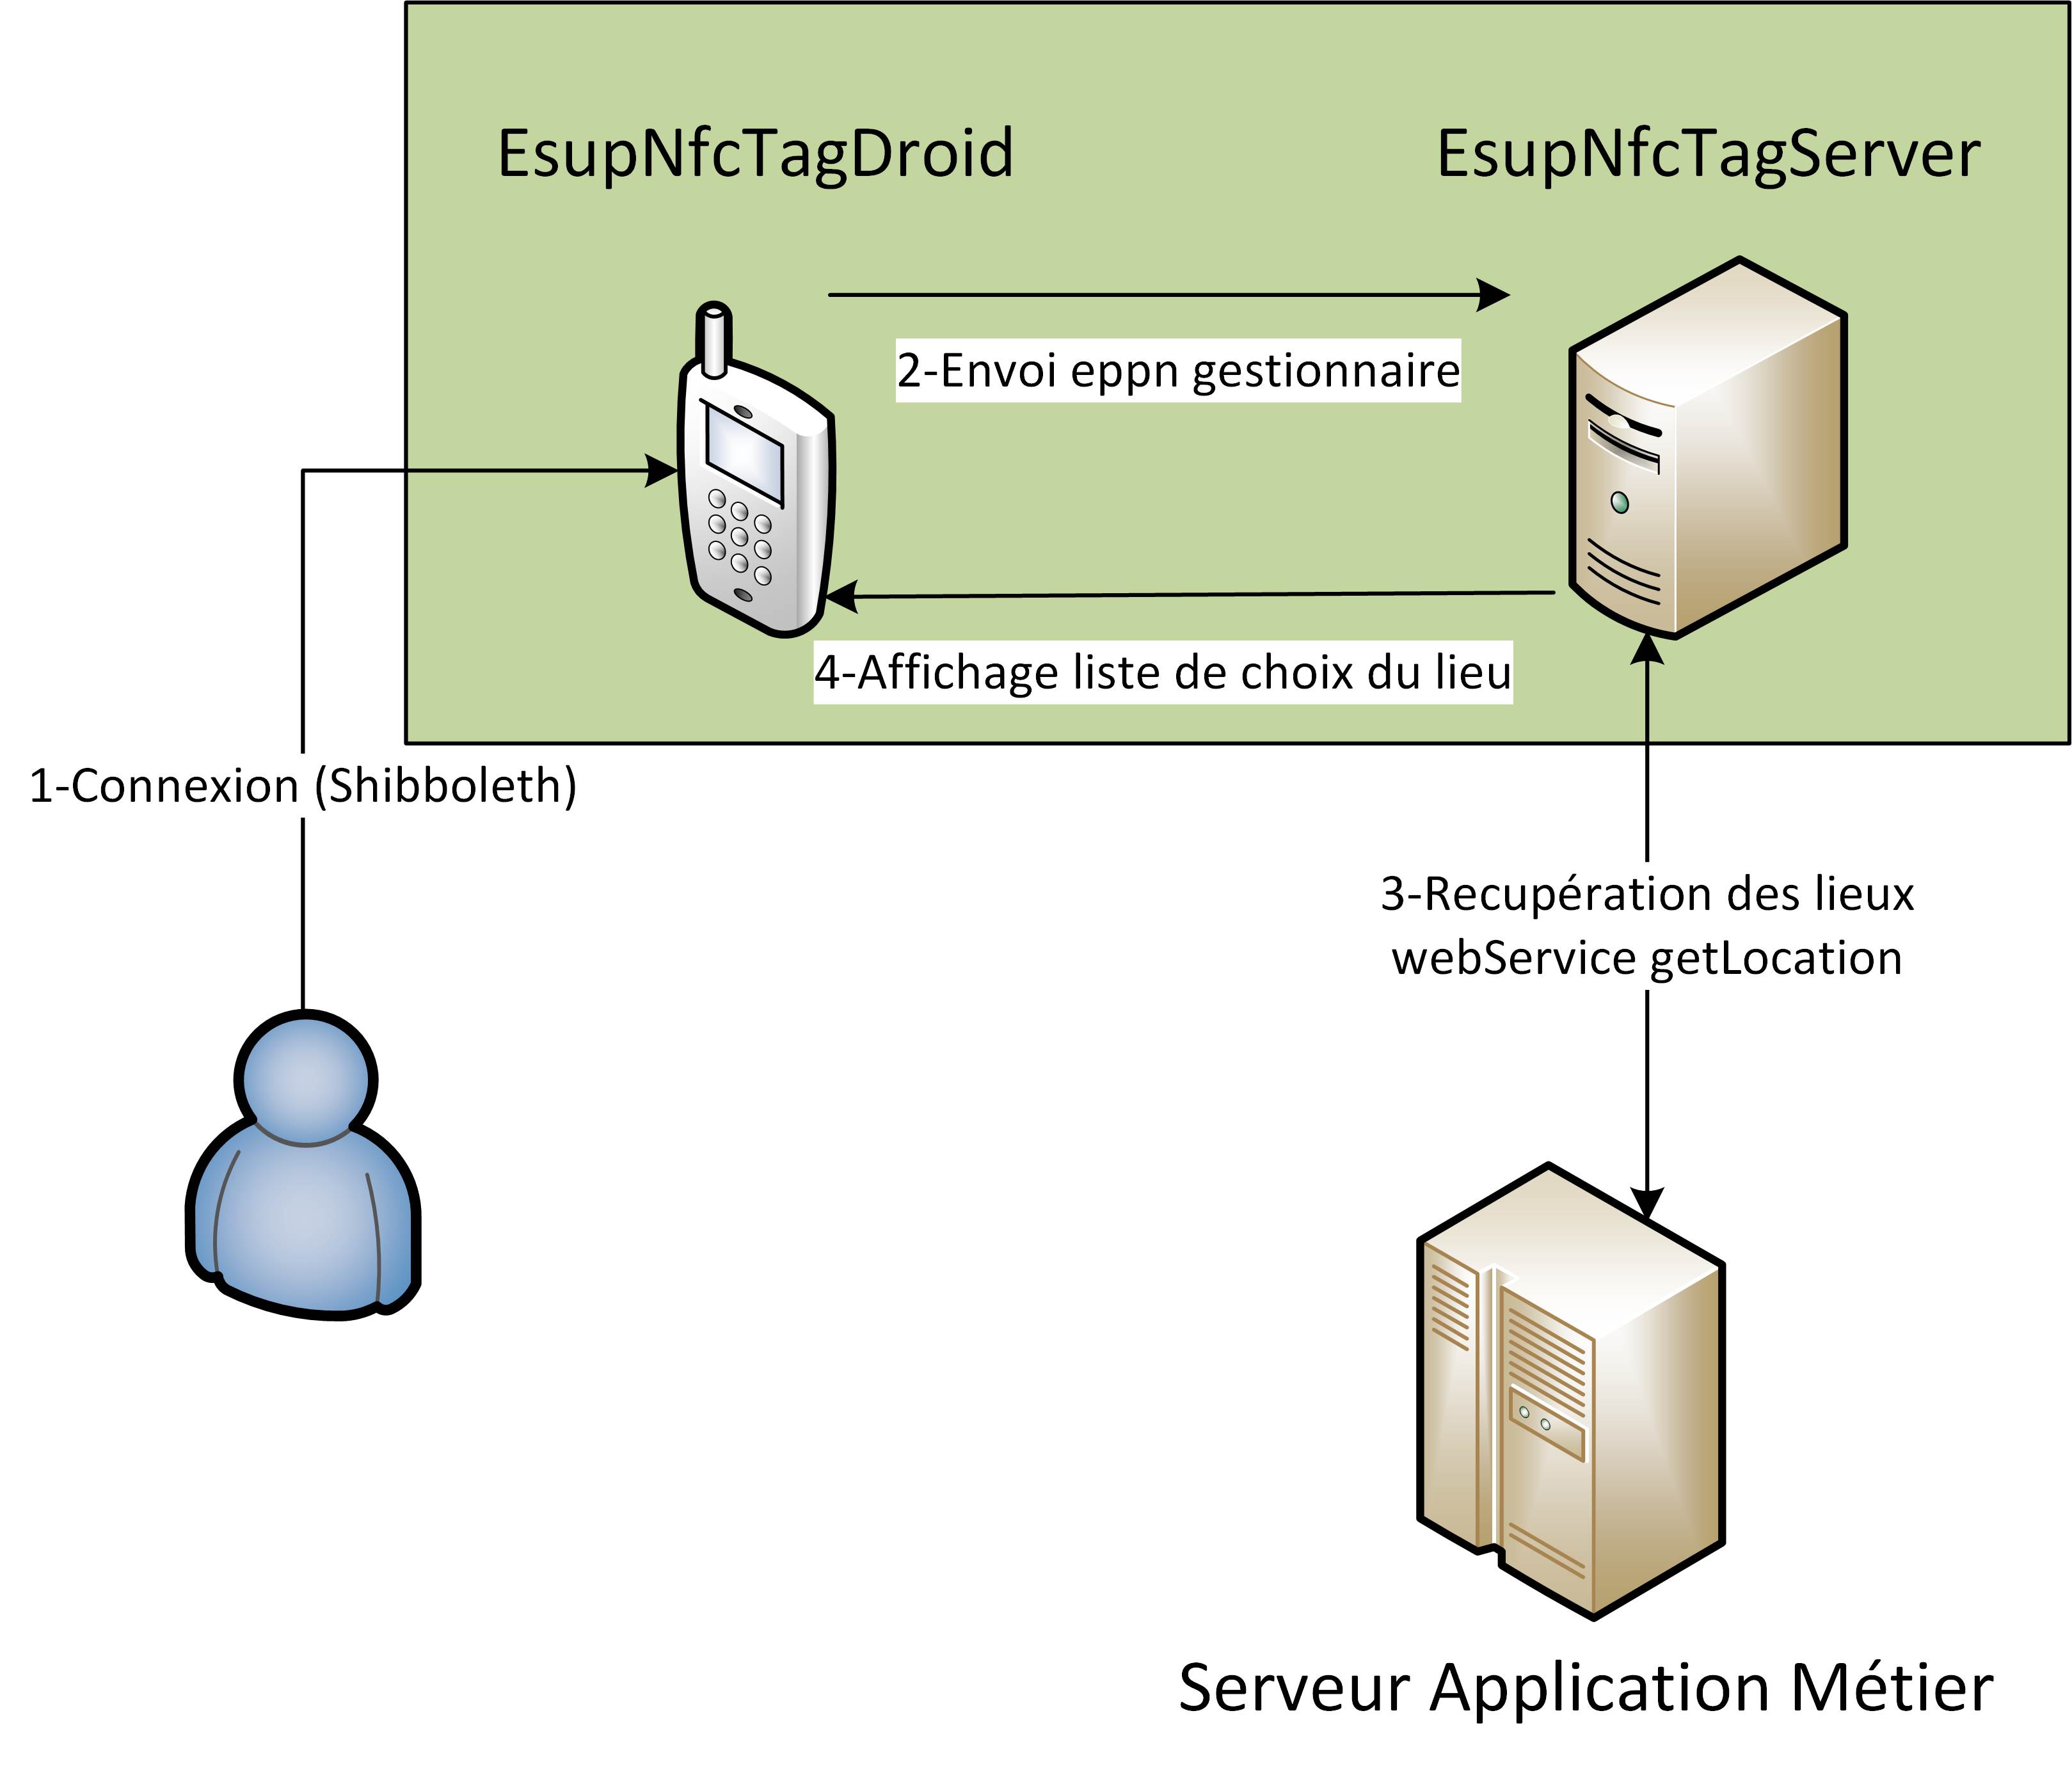 EsupNfcTagDroid
EsupNfcTagServer
2-Envoi eppn gestionnaire
4-Affichage liste de choix du lieu
1-Connexion (Shibboleth)
3-Recupération des lieux
webService getLocation
Serveur Application Métier